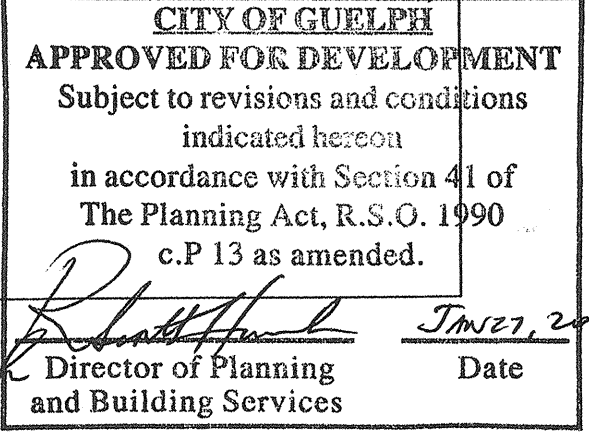 CITY OF GUELPH
APPROVED FOR DEVELOPMENT
Subject to revisions and conditions
indicated hereon
in accordance with Section 41 of
The Planning Act, R.S.O. 1990
c.P 13 as amended.
JAN 27, 20
Director of Planning Date
and Building Services